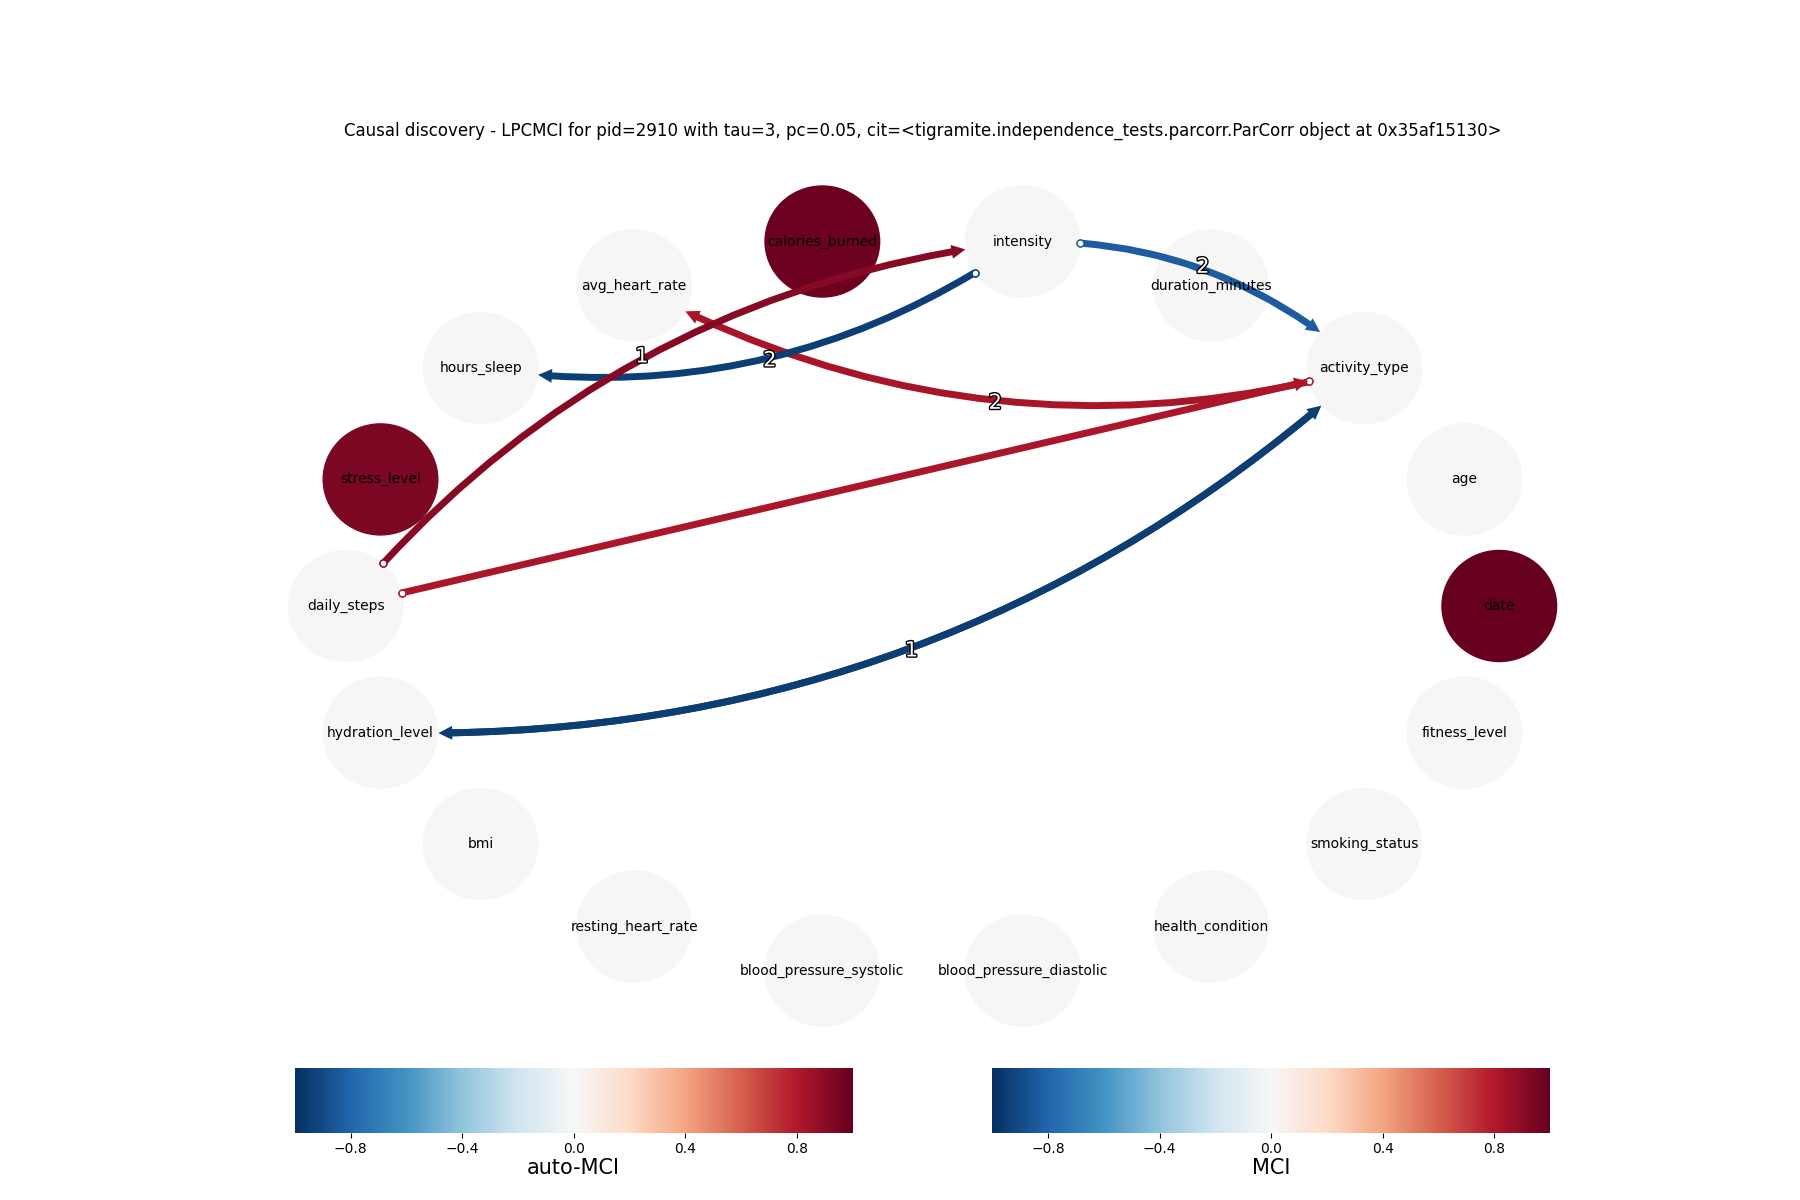 Causal discovery - LPCMCI for pid=2910 with tau=3, pc=0.05, cit=<tigramite.independence_tests.parcorr.ParCorr object at 0x35af15130>
calories_burned
intensity
avg_heart_rate
duration_minutes
2
hours_sleep
1
2
activity_type
2
stress_level
age
daily_steps
date
1
hydration_level
fitness_level
bmi
smoking_status
resting_heart_rate
health_condition
blood_pressure_systolic
blood_pressure_diastolic
−0.8 −0.4 0.0 0.4 0.8
auto-MCI
−0.8 −0.4 0.0 0.4 0.8
MCI